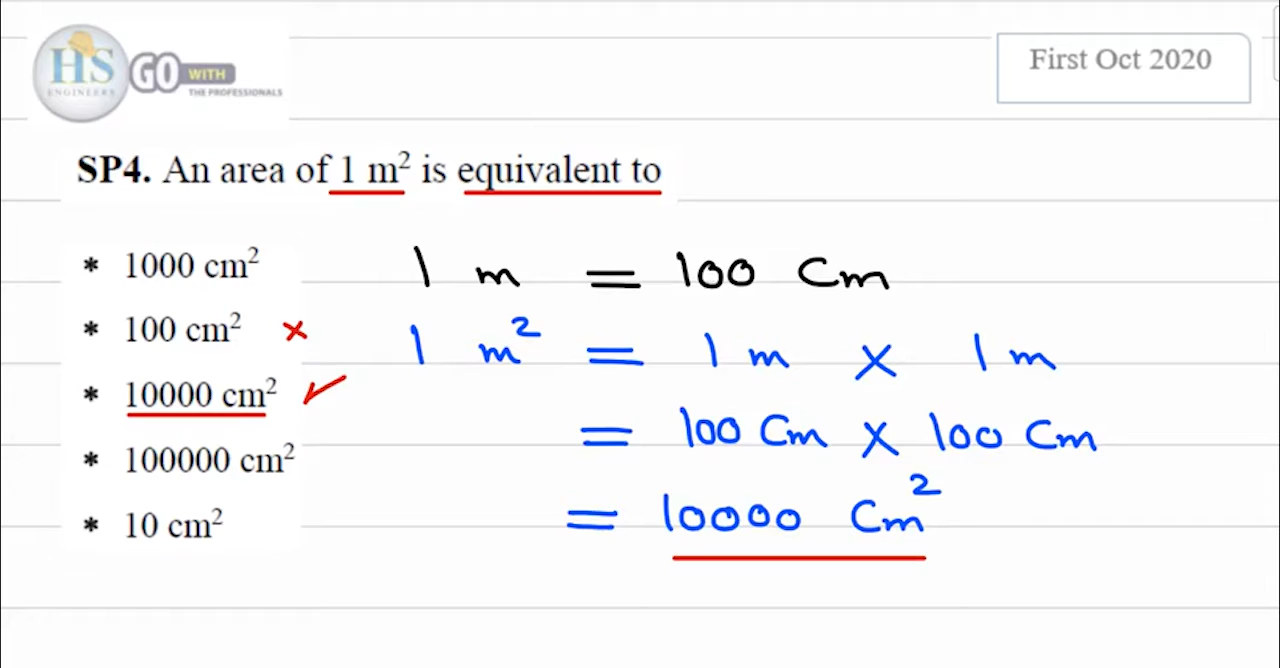 HS
ENGINEERS
GO WITH
THE PROFESSIONALS
First Oct 2020
SP4. An area of 1 m² is equivalent to
* 1000 cm²
* 100 cm² ×
* 10000 cm² ✓
* 100000 cm²
* 10 cm²
1 m = 100 Cm
1 m² = 1 m × 1 m
= 100 Cm × 100 Cm
= 10000 Cm²